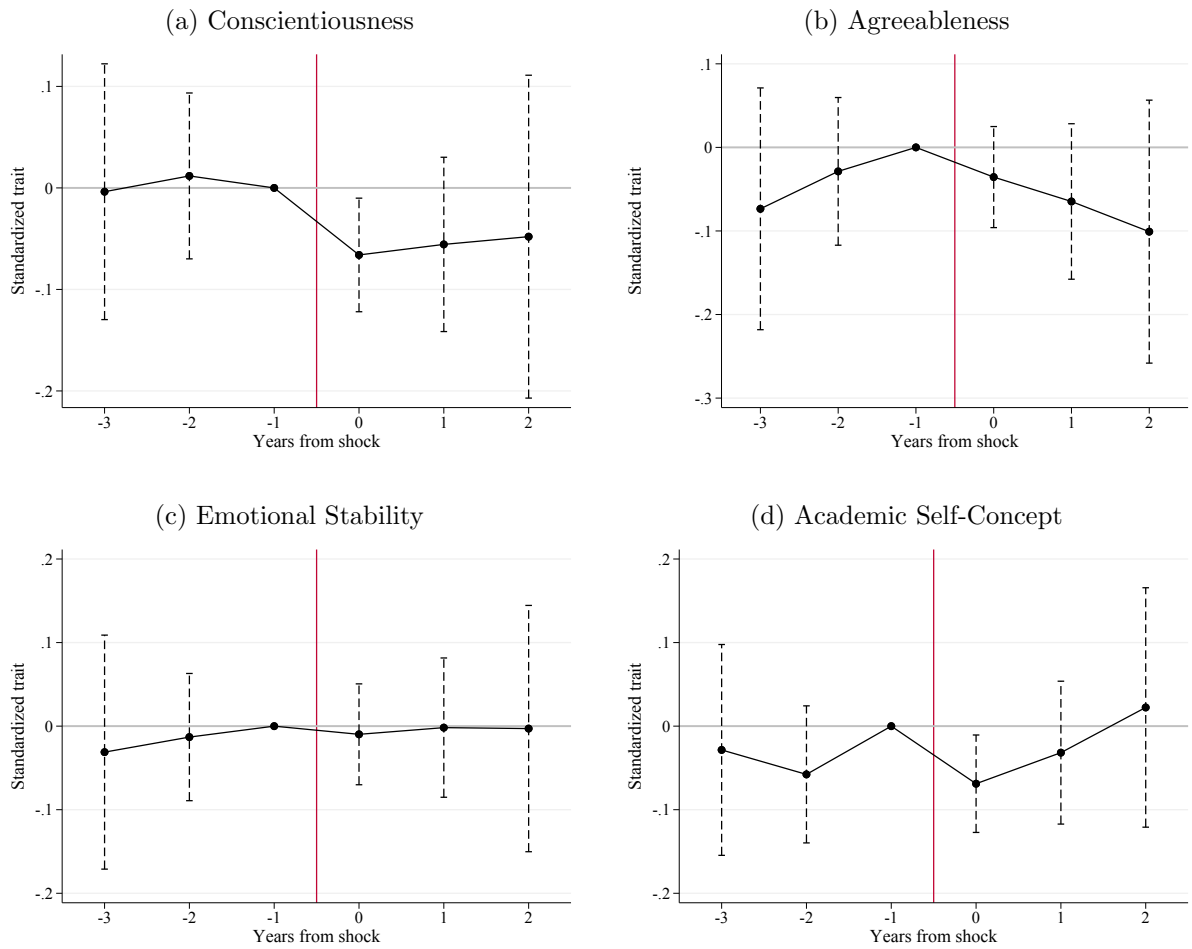 (a) Conscientiousness
.1
0
-.1
-.2
Standardized trait
-3 -2 -1 0 1 2
Years from shock
(b) Agreeableness
.1
0
-.1
-.2
-.3
Standardized trait
-3 -2 -1 0 1 2
Years from shock
(c) Emotional Stability
.2
.1
0
-.1
-.2
Standardized trait
-3 -2 -1 0 1 2
Years from shock
(d) Academic Self-Concept
.2
.1
0
-.1
-.2
Standardized trait
-3 -2 -1 0 1 2
Years from shock